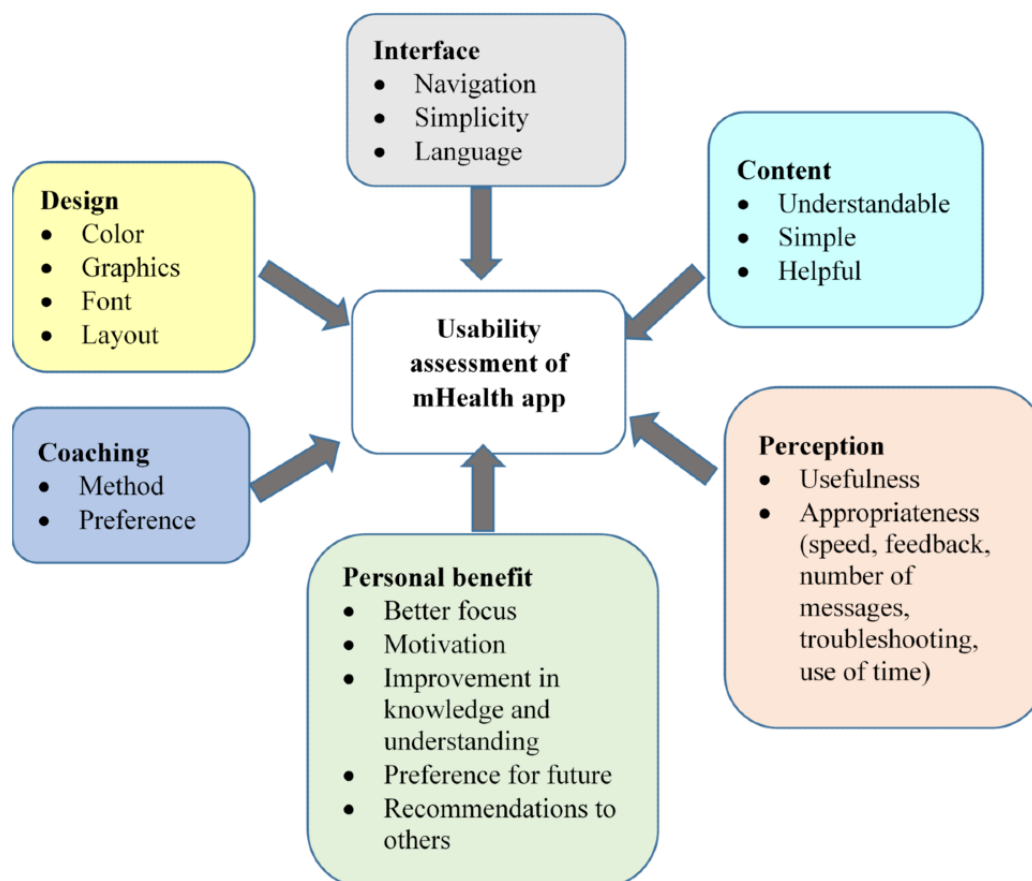 Interface
• Navigation
• Simplicity
• Language
Design
• Color
• Graphics
• Font
• Layout
Content
• Understandable
• Simple
• Helpful
Usability
assessment of
mHealth app
Coaching
• Method
• Preference
Perception
• Usefulness
• Appropriateness
(speed, feedback,
number of
messages,
troubleshooting,
use of time)
Personal benefit
• Better focus
• Motivation
• Improvement in
knowledge and
understanding
• Preference for future
• Recommendations to
others